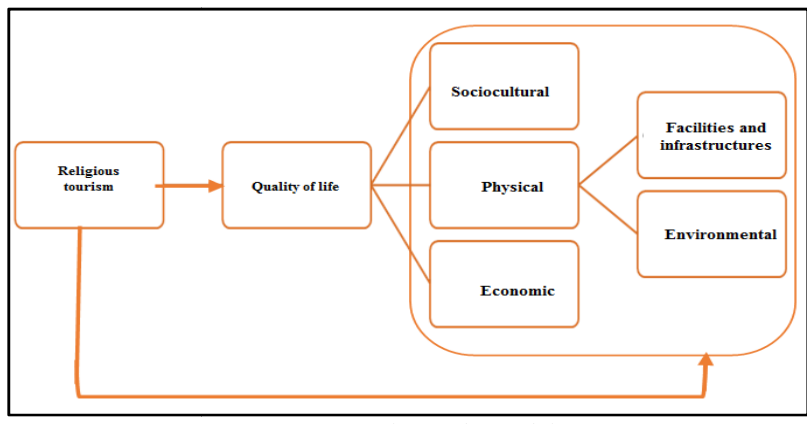 Religious
tourism
Quality of life
Sociocultural
Physical
Economic
Facilities and
infrastructures
Environmental